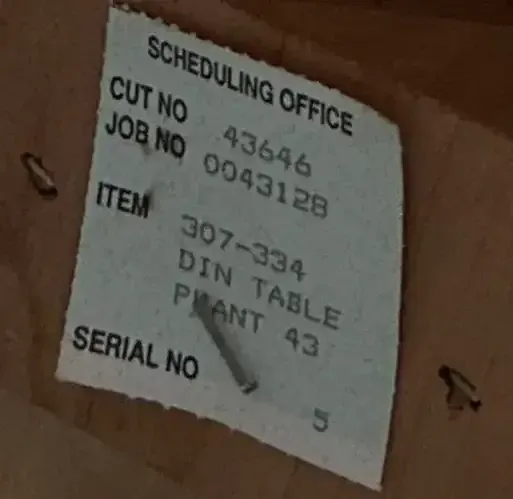 SCHEDULING OFFICE
CUT NO 43646
JOB NO 0043128
ITEM 307-334
DIN TABLE
PLANT 43
SERIAL NO 5